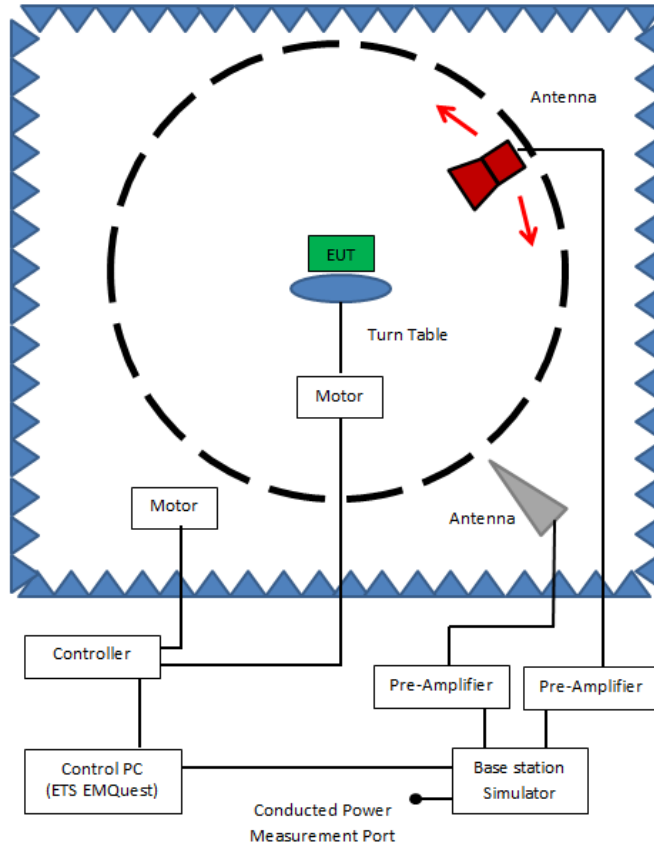 Antenna
EUT
Turn Table
Motor
Motor
Antenna
Controller
Pre-Amplifier
Pre-Amplifier
Control PC
(ETS EMQuest)
Base station
Simulator
Conducted Power
Measurement Port